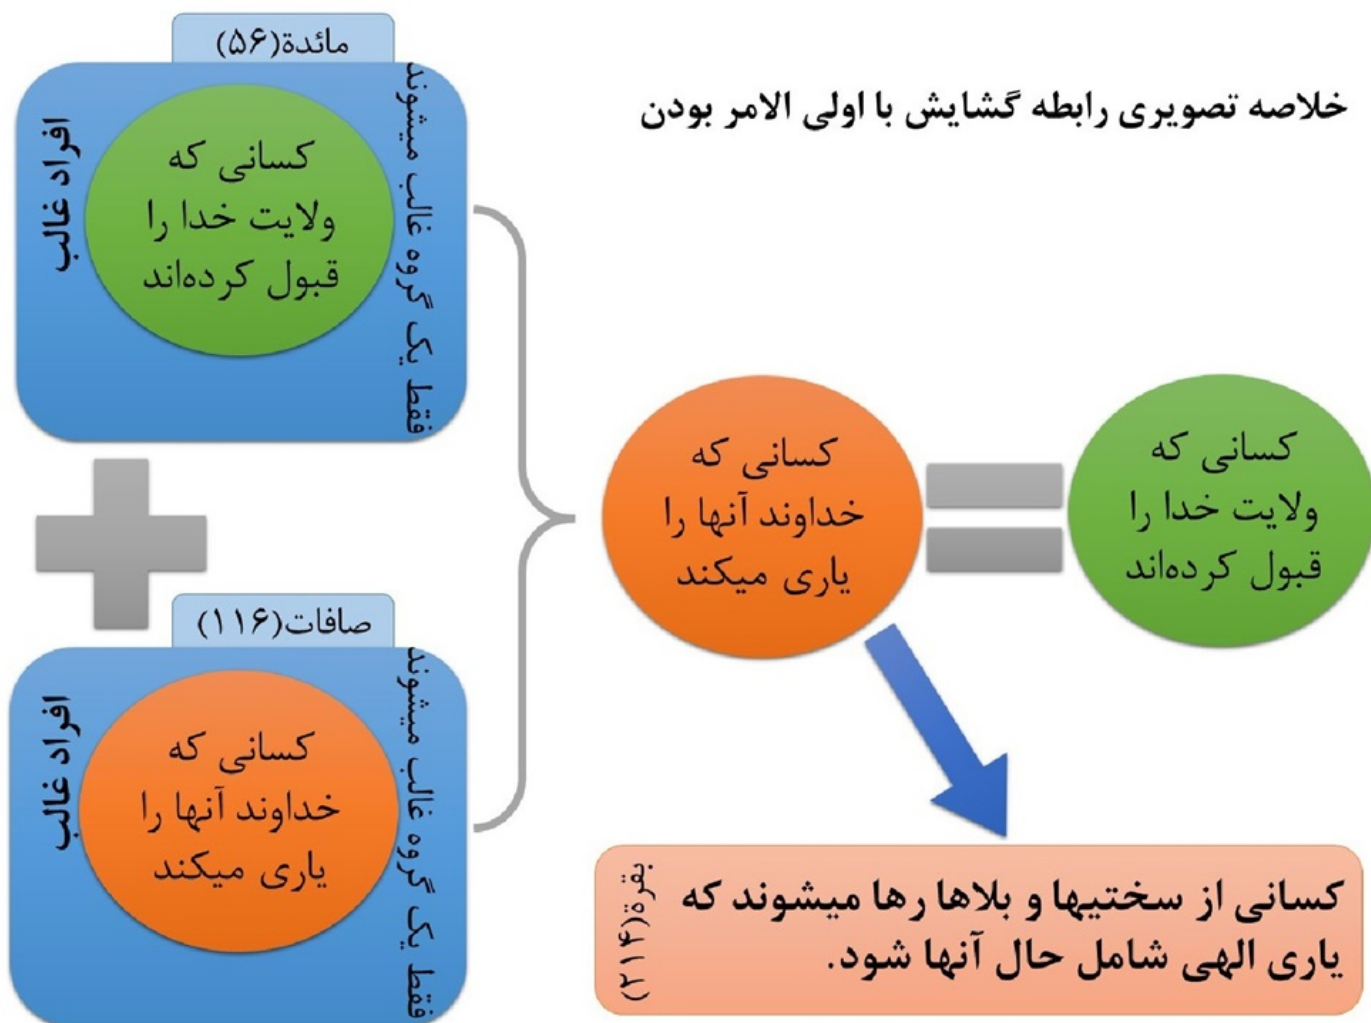 خلاصه تصویری رابطه گشایش با اولی الامر بودن
مائدة(۵۶)
افراد غالب
کسانی که
ولایت خدا را
قبول کرده‌اند
فقط یک گروه غالب میشوند
صافات(۱۱۶)
افراد غالب
کسانی که
خداوند آنها را
یاری میکند
فقط یک گروه غالب میشوند
کسانی که
ولایت خدا را
قبول کرده‌اند
کسانی که
خداوند آنها را
یاری میکند
کسانی از سختیها و بلاها رها میشوند که
یاری الهی شامل حال آنها شود.
بقرة(۲۱۴)